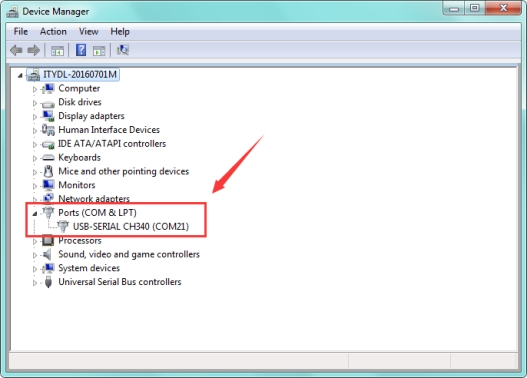 Device Manager
File Action View Help
ITYDL-20160701M
Computer
Disk drives
Display adapters
Human Interface Devices
IDE ATA/ATAPI controllers
Keyboards
Mice and other pointing devices
Monitors
Network adapters
Ports (COM & LPT)
USB-SERIAL CH340 (COM21)
Processors
Sound, video and game controllers
System devices
Universal Serial Bus controllers